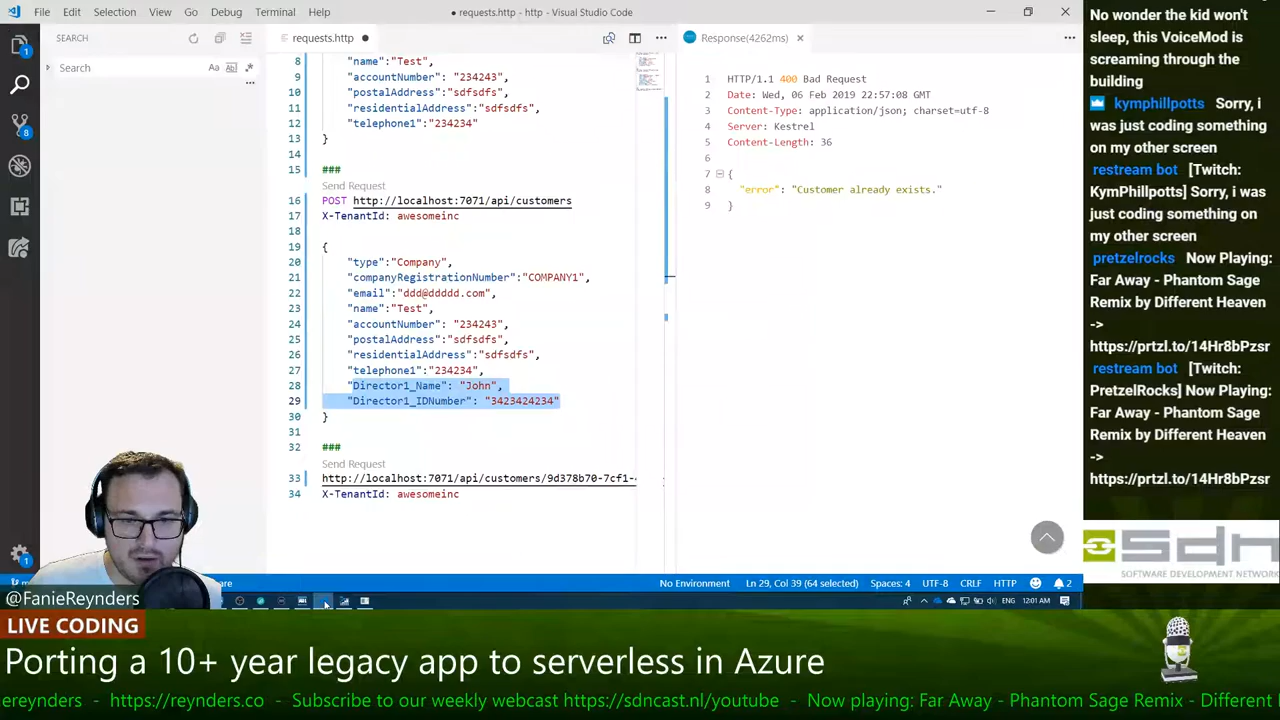 File Edit Selection View Go Debug Terminal Help
● requests.http - http - Visual Studio Code
SEARCH
Search
requests.http ●
8 "name":"Test",
9 "accountNumber": "234243",
10 "postalAddress":"sdfsdfs",
11 "residentialAddress":"sdfsdfs",
12 "telephone1":"234234"
13 }
14
15 ###
Send Request
16 POST http://localhost:7071/api/customers
17 X-TenantId: awesomeinc
18
19 {
20 "type":"Company",
21 "companyRegistrationNumber":"COMPANY1",
22 "email":"ddd@ddddd.com",
23 "name":"Test",
24 "accountNumber": "234243",
25 "postalAddress":"sdfsdfs",
26 "residentialAddress":"sdfsdfs",
27 "telephone1":"234234",
28 "Director1_Name": "John",
29 "Director1_IDNumber": "3423424234"
30 }
31
32 ###
Send Request
33 http://localhost:7071/api/customers/9d378b70-7cf1-
34 X-TenantId: awesomeinc
Response(4262ms)
1 HTTP/1.1 400 Bad Request
2 Date: Wed, 06 Feb 2019 22:57:08 GMT
3 Content-Type: application/json; charset=utf-8
4 Server: Kestrel
5 Content-Length: 36
6
7 {
8 "error": "Customer already exists."
9 }
No Environment Ln 29, Col 39 (64 selected) Spaces: 4 UTF-8 CRLF HTTP 2
ENG 12:01 AM
No wonder the kid won't
sleep, this VoiceMod is
screaming through the
building
kymphillpotts Sorry, i
was just coding something
on my other screen
restream bot [Twitch:
KymPhillpotts] Sorry, i was
just coding something on
my other screen
pretzelrocks Now Playing:
Far Away - Phantom Sage
Remix by Different Heaven
->
https://prtzl.to/14Hr8bPzsr
restream bot [Twitch:
PretzelRocks] Now Playing:
Far Away - Phantom Sage
Remix by Different Heaven
->
https://prtzl.to/14Hr8bPzsr
sdn
SOFTWARE DEVELOPMENT NETWORK
@FanieReynders
LIVE CODING
Porting a 10+ year legacy app to serverless in Azure
ereynders - https://reynders.co - Subscribe to our weekly webcast https://sdncast.nl/youtube - Now playing: Far Away - Phantom Sage Remix - Different